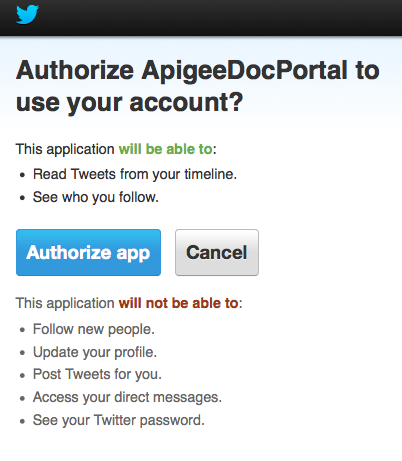 Authorize ApigeeDocPortal to
use your account?
This application will be able to:
• Read Tweets from your timeline.
• See who you follow.
Authorize app
Cancel
This application will not be able to:
• Follow new people.
• Update your profile.
• Post Tweets for you.
• Access your direct messages.
• See your Twitter password.